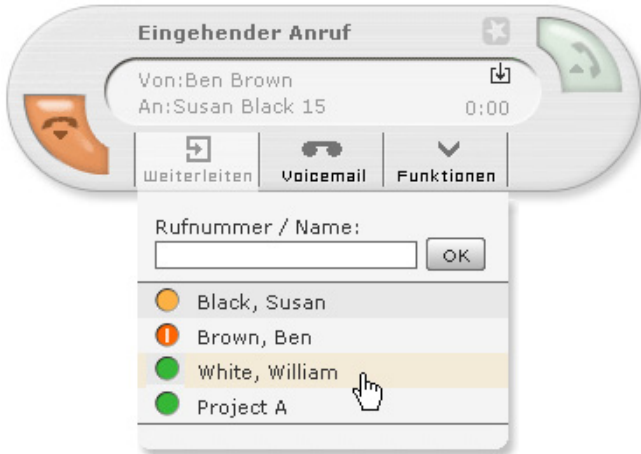 Eingehender Anruf
Von:Ben Brown
An:Susan Black 15 0:00
Weiterleiten Voicemail Funktionen
Rufnummer / Name:
OK
Black, Susan
Brown, Ben
White, William
Project A